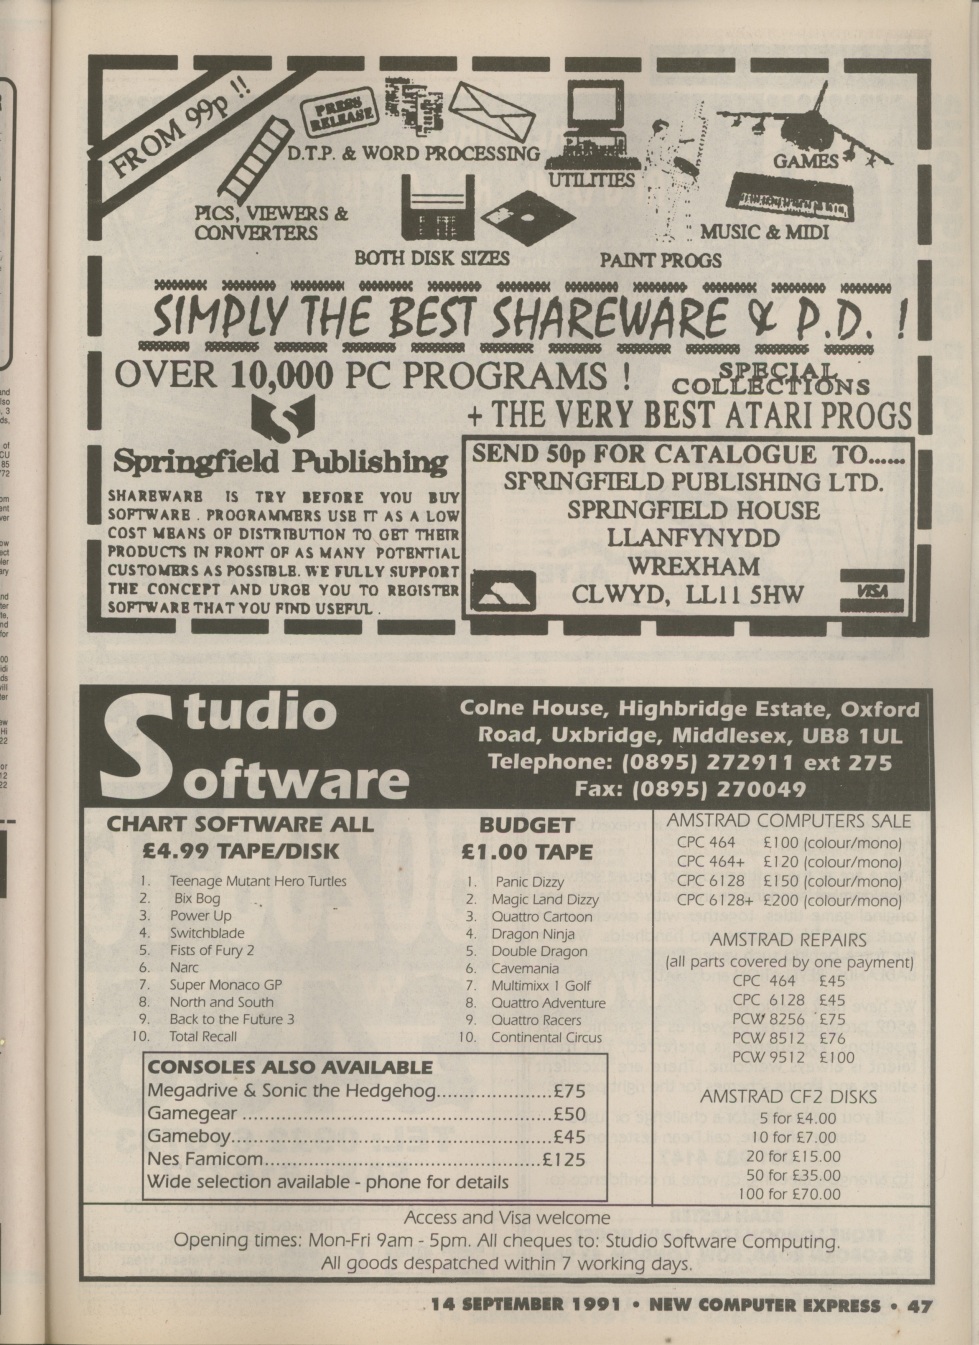 FROM 99p !!
PRESS
RELEASE
D.T.P. & WORD PROCESSING
UTILITIES
GAMES
PICS, VIEWERS &
CONVERTERS
MUSIC & MIDI
BOTH DISK SIZES
PAINT PROGS
SIMPLY THE BEST SHAREWARE & P.D. !
OVER 10,000 PC PROGRAMS !
SPECIAL
COLLECTIONS
+ THE VERY BEST ATARI PROGS
Springfield Publishing
SHAREWARE IS TRY BEFORE YOU BUY
SOFTWARE . PROGRAMMERS USE IT AS A LOW
COST MEANS OF DISTRIBUTION TO GET THEIR
PRODUCTS IN FRONT OF AS MANY POTENTIAL
CUSTOMERS AS POSSIBLE. WE FULLY SUPPORT
THE CONCEPT AND URGE YOU TO REGISTER
SOFTWARE THAT YOU FIND USEFUL .
SEND 50p FOR CATALOGUE TO......
SPRINGFIELD PUBLISHING LTD.
SPRINGFIELD HOUSE
LLANFYNYDD
WREXHAM
CLWYD, LL11 5HW
VISA
Studio
Software
Colne House, Highbridge Estate, Oxford
Road, Uxbridge, Middlesex, UB8 1UL
Telephone: (0895) 272911 ext 275
Fax: (0895) 270049
CHART SOFTWARE ALL
£4.99 TAPE/DISK
1. Teenage Mutant Hero Turtles
2. Bix Bog
3. Power Up
4. Switchblade
5. Fists of Fury 2
6. Narc
7. Super Monaco GP
8. North and South
9. Back to the Future 3
10. Total Recall
BUDGET
£1.00 TAPE
1. Panic Dizzy
2. Magic Land Dizzy
3. Quattro Cartoon
4. Dragon Ninja
5. Double Dragon
6. Cavemania
7. Multimixx 1 Golf
8. Quattro Adventure
9. Quattro Racers
10. Continental Circus
CONSOLES ALSO AVAILABLE
Megadrive & Sonic the Hedgehog....................£75
Gamegear ......................................................£50
Gameboy.........................................................£45
Nes Famicom.................................................£125
Wide selection available - phone for details
AMSTRAD COMPUTERS SALE
CPC 464 £100 (colour/mono)
CPC 464+ £120 (colour/mono)
CPC 6128 £150 (colour/mono)
CPC 6128+ £200 (colour/mono)
AMSTRAD REPAIRS
(all parts covered by one payment)
CPC 464 £45
CPC 6128 £45
PCW 8256 £75
PCW 8512 £76
PCW 9512 £100
AMSTRAD CF2 DISKS
5 for £4.00
10 for £7.00
20 for £15.00
50 for £35.00
100 for £70.00
Access and Visa welcome
Opening times: Mon-Fri 9am - 5pm. All cheques to: Studio Software Computing.
All goods despatched within 7 working days.
14 SEPTEMBER 1991 • NEW COMPUTER EXPRESS • 47